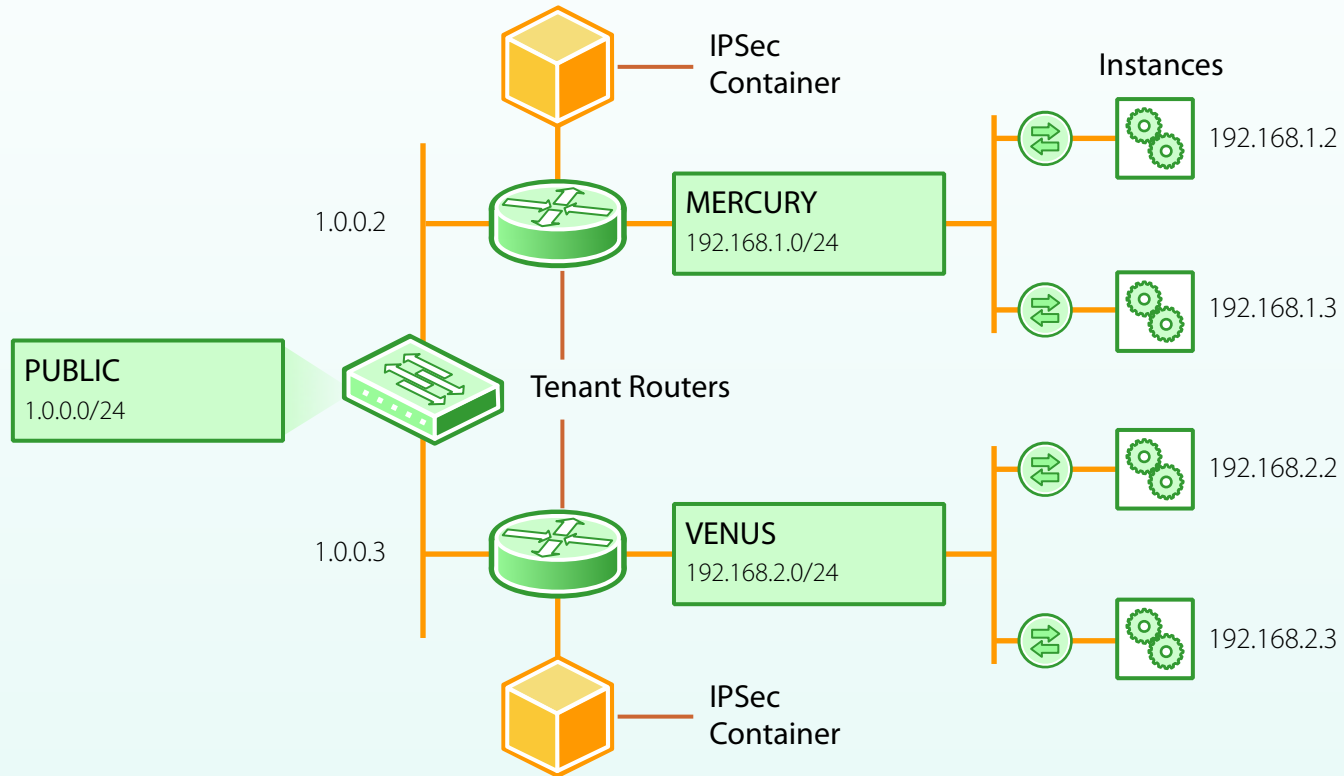 IPSec
Container
Instances
192.168.1.2
1.0.0.2
MERCURY
192.168.1.0/24
192.168.1.3
PUBLIC
1.0.0.0/24
Tenant Routers
192.168.2.2
1.0.0.3
VENUS
192.168.2.0/24
192.168.2.3
IPSec
Container